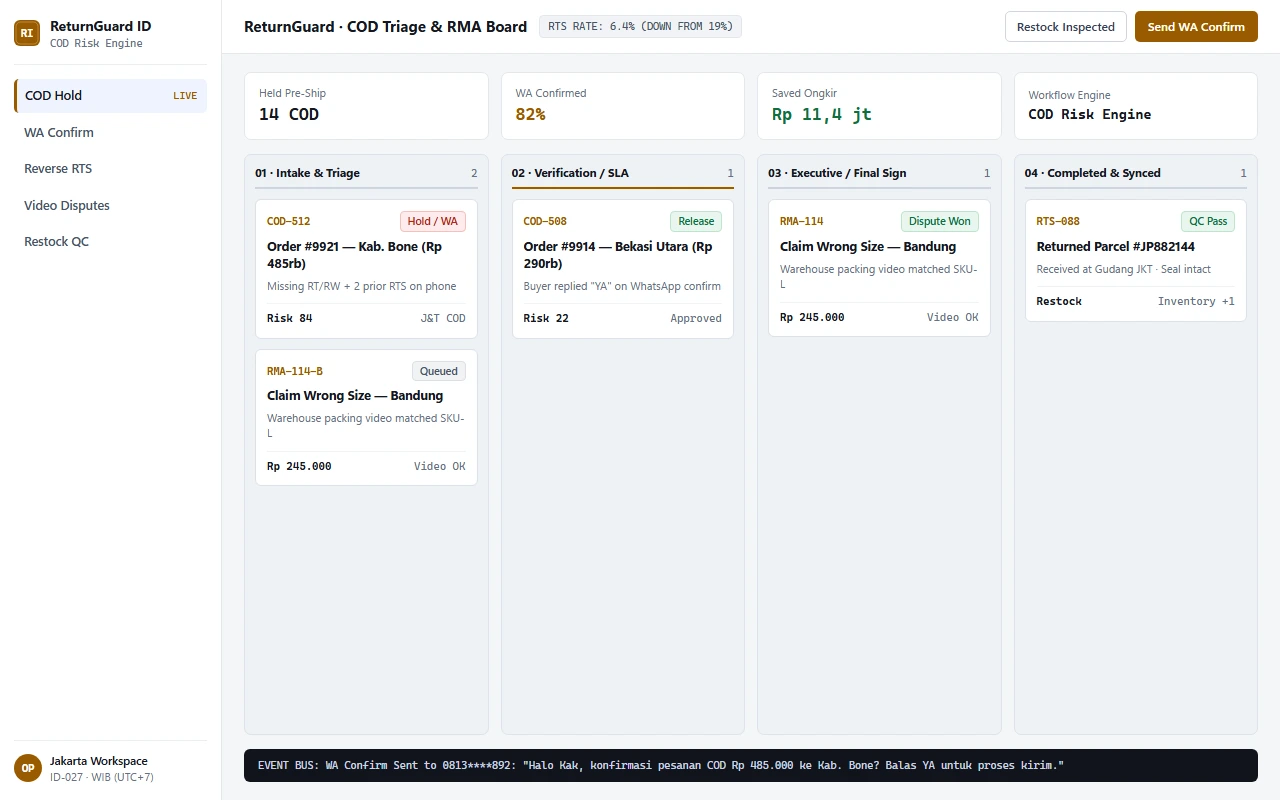 RI
ReturnGuard ID
COD Risk Engine
COD Hold
LIVE
WA Confirm
Reverse RTS
Video Disputes
Restock QC
OP
Jakarta Workspace
ID-027 · WIB (UTC+7)
ReturnGuard · COD Triage & RMA Board
RTS RATE: 6.4% (DOWN FROM 19%)
Restock Inspected
Send WA Confirm
Held Pre-Ship
14 COD
WA Confirmed
82%
Saved Ongkir
Rp 11,4 jt
Workflow Engine
COD Risk Engine
01 · Intake & Triage
2
COD-512
Hold / WA
Order #9921 — Kab. Bone (Rp
485rb)
Missing RT/RW + 2 prior RTS on phone
Risk 84
J&T COD
RMA-114-B
Queued
Claim Wrong Size — Bandung
Warehouse packing video matched SKU-
L
Rp 245.000
Video OK
02 · Verification / SLA
1
COD-508
Release
Order #9914 — Bekasi Utara (Rp
290rb)
Buyer replied "YA" on WhatsApp confirm
Risk 22
Approved
03 · Executive / Final Sign
1
RMA-114
Dispute Won
Claim Wrong Size — Bandung
Warehouse packing video matched SKU-
L
Rp 245.000
Video OK
04 · Completed & Synced
1
RTS-088
QC Pass
Returned Parcel #JP882144
Received at Gudang JKT · Seal intact
Restock
Inventory +1
EVENT BUS: WA Confirm Sent to 0813****892: "Halo Kak, konfirmasi pesanan COD Rp 485.000 ke Kab. Bone? Balas YA untuk proses kirim."